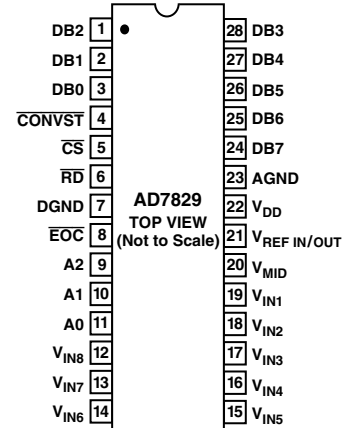 DB2 1 28 DB3
DB1 2 27 DB4
DB0 3 26 DB5
CONVST 4 25 DB6
CS 5 24 DB7
RD 6 23 AGND
DGND 7 AD7829 22 VDD
EOC 8 TOP VIEW (Not to Scale) 21 VREF IN/OUT
A2 9 20 VMID
A1 10 19 VIN1
A0 11 18 VIN2
VIN8 12 17 VIN3
VIN7 13 16 VIN4
VIN6 14 15 VIN5